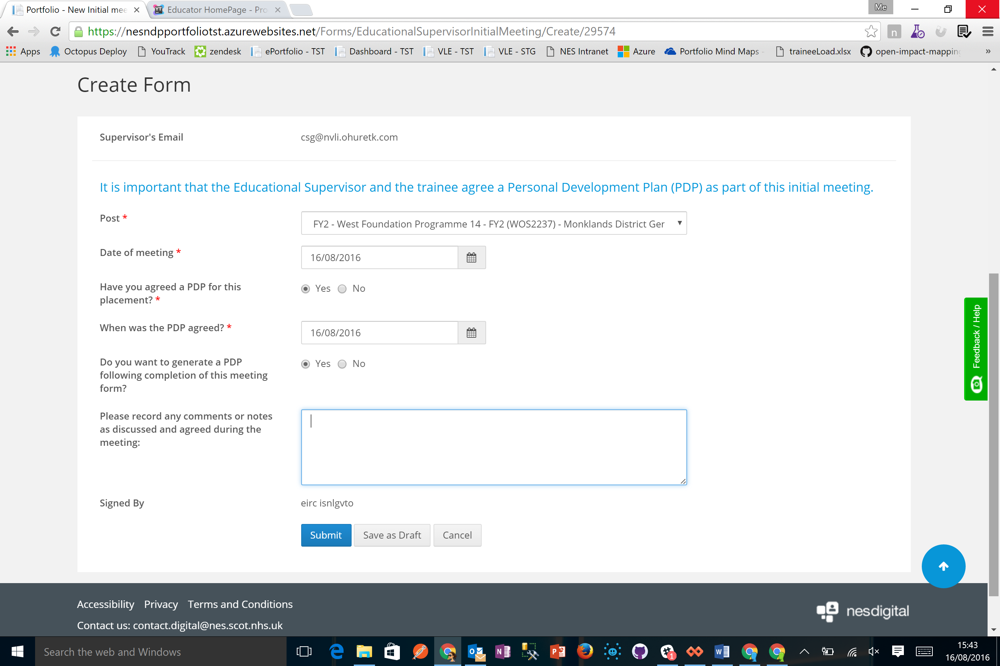 Portfolio - New Initial mee
Educator HomePage - Pro
Me
https://nesndpportfoliotst.azurewebsites.net/Forms/EducationalSupervisorInitialMeeting/Create/29574
Apps Octopus Deploy YouTrack zendesk ePortfolio - TST Dashboard - TST VLE - TST VLE - STG NES Intranet Azure Portfolio Mind Maps - traineeLoad.xlsx open-impact-mapping »
Create Form
Supervisor's Email csg@nvli.ohuretk.com
It is important that the Educational Supervisor and the trainee agree a Personal Development Plan (PDP) as part of this initial meeting.
Post * FY2 - West Foundation Programme 14 - FY2 (WOS2237) - Monklands District Ger
Date of meeting * 16/08/2016
Have you agreed a PDP for this
placement? *
Yes No
When was the PDP agreed? * 16/08/2016
Do you want to generate a PDP
following completion of this meeting
form?
Yes No
Please record any comments or notes
as discussed and agreed during the
meeting:
Signed By eirc isnlgvto
Submit Save as Draft Cancel
Feedback / Help
Accessibility Privacy Terms and Conditions
nesdigital
Contact us: contact.digital@nes.scot.nhs.uk
Search the web and Windows
15:43
16/08/2016